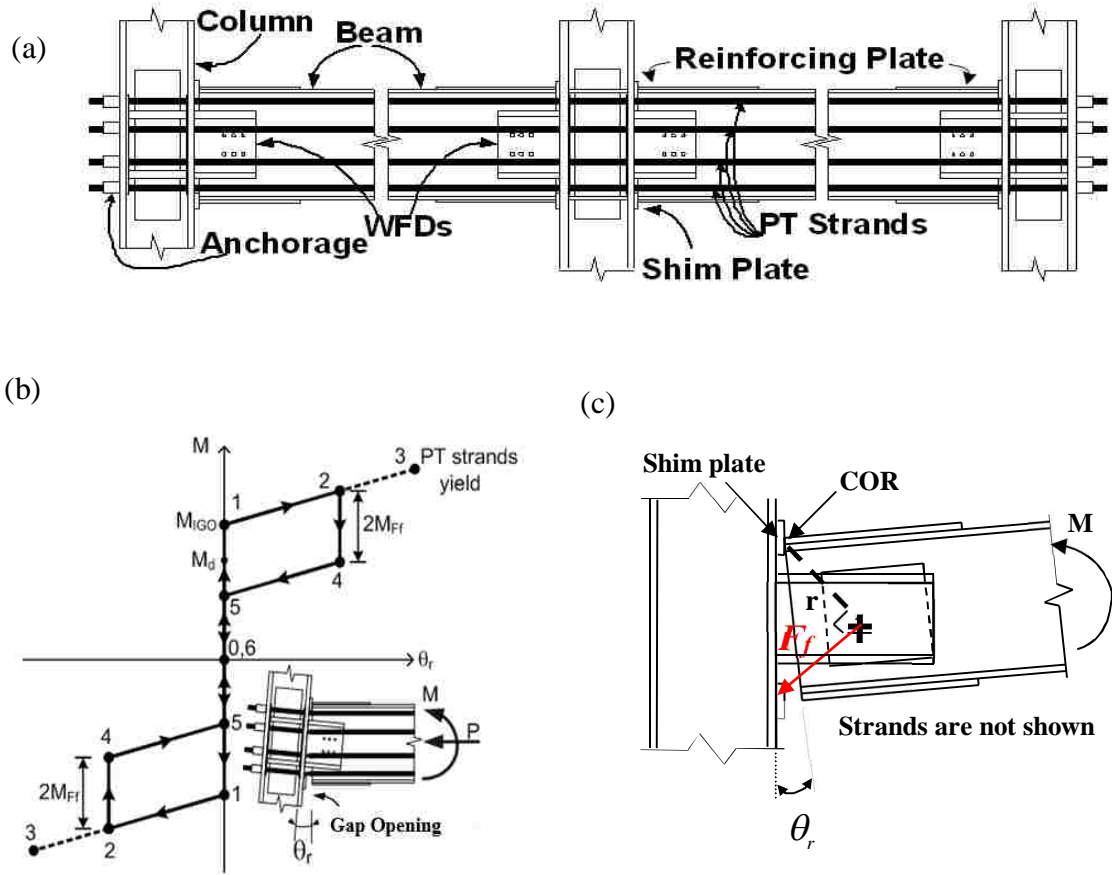 (a)
Column
Beam
Reinforcing Plate
WFDs
Anchorage
PT Strands
Shim Plate
(b)
M
3 PT strands
yield
2
1
M_IGO
2M_Ff
M_d
4
5
0,6
θ_r
5
4
M
P
2M_Ff
1
Gap Opening
3
2
θ_r
(c)
Shim plate
COR
M
r
F_f
Strands are not shown
θ_r